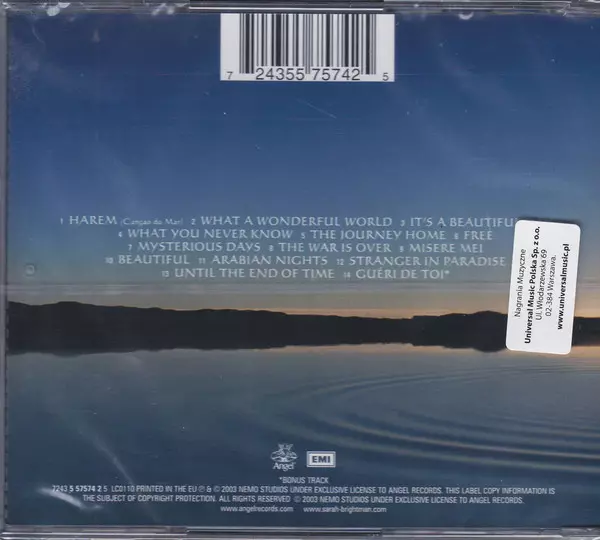 7 24355 75742 5
1 HAREM (Cançao do Mar) 2 WHAT A WONDERFUL WORLD 3 IT'S A BEAUTIFUL
4 WHAT YOU NEVER KNOW 5 THE JOURNEY HOME 6 FREE
7 MYSTERIOUS DAYS 8 THE WAR IS OVER 9 MISERE MEI
10 BEAUTIFUL 11 ARABIAN NIGHTS 12 STRANGER IN PARADISE
13 UNTIL THE END OF TIME 14 GUÉRI DE TOI*
Nagrania Muzyczne
Universal Music Polska Sp. z o.o.
Ul. Włodarzewska 69
02-384 Warszawa.
www.universalmusic.pl
Angel
EMI
*BONUS TRACK
7243 5 57574 2 5 LC0110 PRINTED IN THE EU ℗ & © 2003 NEMO STUDIOS UNDER EXCLUSIVE LICENSE TO ANGEL RECORDS. THIS LABEL COPY INFORMATION IS
THE SUBJECT OF COPYRIGHT PROTECTION. ALL RIGHTS RESERVED © 2003 NEMO STUDIOS UNDER EXCLUSIVE LICENSE TO ANGEL RECORDS.
www.angelrecords.com www.sarah-brightman.com